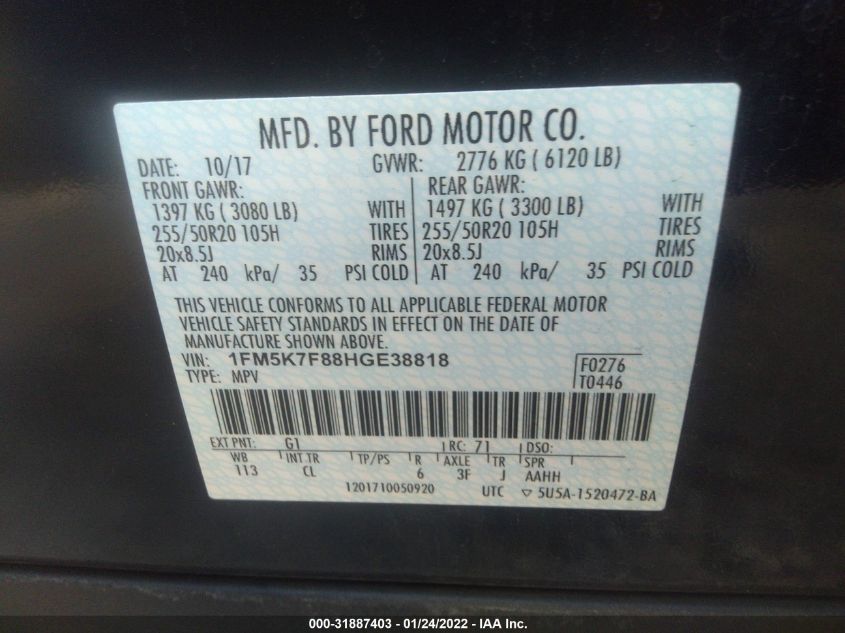 MFD. BY FORD MOTOR CO.
DATE: 10/17 GVWR: 2776 KG ( 6120 LB)
FRONT GAWR: REAR GAWR:
1397 KG ( 3080 LB) WITH 1497 KG ( 3300 LB) WITH
255/50R20 105H TIRES 255/50R20 105H TIRES
20x8.5J RIMS 20x8.5J RIMS
AT 240 kPa/ 35 PSI COLD AT 240 kPa/ 35 PSI COLD
THIS VEHICLE CONFORMS TO ALL APPLICABLE FEDERAL MOTOR
VEHICLE SAFETY STANDARDS IN EFFECT ON THE DATE OF
MANUFACTURE SHOWN ABOVE.
VIN: 1FM5K7F88HGE38818 F0276
TYPE: MPV T0446
EXT PNT: G1 RC: 71 DSO:
WB INT TR TP/PS R AXLE TR SPR
113 CL 6 3F J AAHH
1201710050920 UTC ▽ 5U5A-1520472-BA
000-31887403 - 01/24/2022 - IAA Inc.